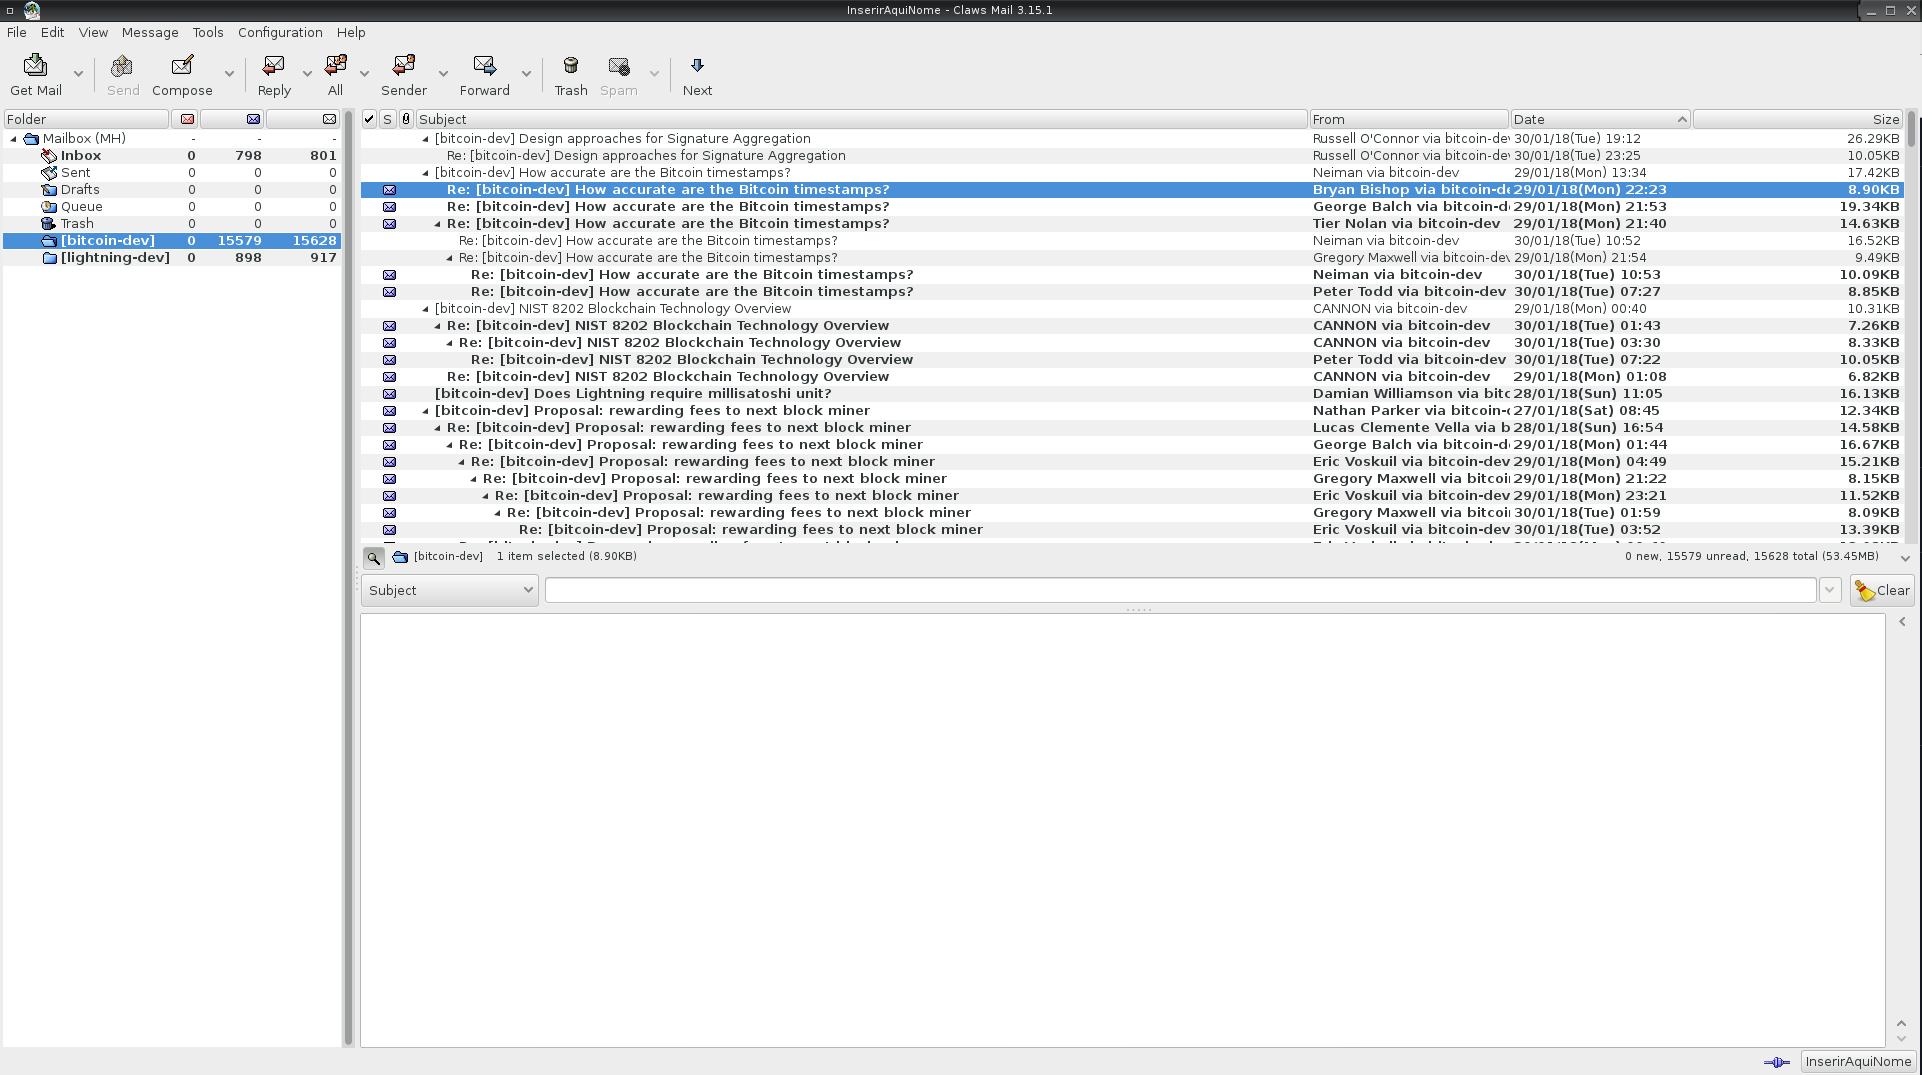 InserirAquiNome - Claws Mail 3.15.1
File Edit View Message Tools Configuration Help
Get Mail Send Compose Reply All Sender Forward Trash Spam Next
Folder
Mailbox (MH) - - -
Inbox 0 798 801
Sent 0 0 0
Drafts 0 0 0
Queue 0 0 0
Trash 0 0 0
[bitcoin-dev] 0 15579 15628
[lightning-dev] 0 898 917
S Subject From Date Size
[bitcoin-dev] Design approaches for Signature Aggregation Russell O'Connor via bitcoin-dev 30/01/18(Tue) 19:12 26.29KB
Re: [bitcoin-dev] Design approaches for Signature Aggregation Russell O'Connor via bitcoin-dev 30/01/18(Tue) 23:25 10.05KB
[bitcoin-dev] How accurate are the Bitcoin timestamps? Neiman via bitcoin-dev 29/01/18(Mon) 13:34 17.42KB
Re: [bitcoin-dev] How accurate are the Bitcoin timestamps? Bryan Bishop via bitcoin-de 29/01/18(Mon) 22:23 8.90KB
Re: [bitcoin-dev] How accurate are the Bitcoin timestamps? George Balch via bitcoin-d 29/01/18(Mon) 21:53 19.34KB
Re: [bitcoin-dev] How accurate are the Bitcoin timestamps? Tier Nolan via bitcoin-dev 29/01/18(Mon) 21:40 14.63KB
Re: [bitcoin-dev] How accurate are the Bitcoin timestamps? Neiman via bitcoin-dev 30/01/18(Tue) 10:52 16.52KB
Re: [bitcoin-dev] How accurate are the Bitcoin timestamps? Gregory Maxwell via bitcoin-dev 29/01/18(Mon) 21:54 9.49KB
Re: [bitcoin-dev] How accurate are the Bitcoin timestamps? Neiman via bitcoin-dev 30/01/18(Tue) 10:53 10.09KB
Re: [bitcoin-dev] How accurate are the Bitcoin timestamps? Peter Todd via bitcoin-dev 30/01/18(Tue) 07:27 8.85KB
[bitcoin-dev] NIST 8202 Blockchain Technology Overview CANNON via bitcoin-dev 29/01/18(Mon) 00:40 10.31KB
Re: [bitcoin-dev] NIST 8202 Blockchain Technology Overview CANNON via bitcoin-dev 30/01/18(Tue) 01:43 7.26KB
Re: [bitcoin-dev] NIST 8202 Blockchain Technology Overview CANNON via bitcoin-dev 30/01/18(Tue) 03:30 8.33KB
Re: [bitcoin-dev] NIST 8202 Blockchain Technology Overview Peter Todd via bitcoin-dev 30/01/18(Tue) 07:22 10.05KB
Re: [bitcoin-dev] NIST 8202 Blockchain Technology Overview CANNON via bitcoin-dev 29/01/18(Mon) 01:08 6.82KB
[bitcoin-dev] Does Lightning require millisatoshi unit? Damian Williamson via bitc 28/01/18(Sun) 11:05 16.13KB
[bitcoin-dev] Proposal: rewarding fees to next block miner Nathan Parker via bitcoin-d 27/01/18(Sat) 08:45 12.34KB
Re: [bitcoin-dev] Proposal: rewarding fees to next block miner Lucas Clemente Vella via b 28/01/18(Sun) 16:54 14.58KB
Re: [bitcoin-dev] Proposal: rewarding fees to next block miner George Balch via bitcoin-d 29/01/18(Mon) 01:44 16.67KB
Re: [bitcoin-dev] Proposal: rewarding fees to next block miner Eric Voskuil via bitcoin-dev 29/01/18(Mon) 04:49 15.21KB
Re: [bitcoin-dev] Proposal: rewarding fees to next block miner Gregory Maxwell via bitcoi 29/01/18(Mon) 21:22 8.15KB
Re: [bitcoin-dev] Proposal: rewarding fees to next block miner Eric Voskuil via bitcoin-dev 29/01/18(Mon) 23:21 11.52KB
Re: [bitcoin-dev] Proposal: rewarding fees to next block miner Gregory Maxwell via bitcoi 30/01/18(Tue) 01:59 8.09KB
Re: [bitcoin-dev] Proposal: rewarding fees to next block miner Eric Voskuil via bitcoin-dev 30/01/18(Tue) 03:52 13.39KB
[bitcoin-dev] 1 item selected (8.90KB) 0 new, 15579 unread, 15628 total (53.45MB)
Subject Clear
InserirAquiNome